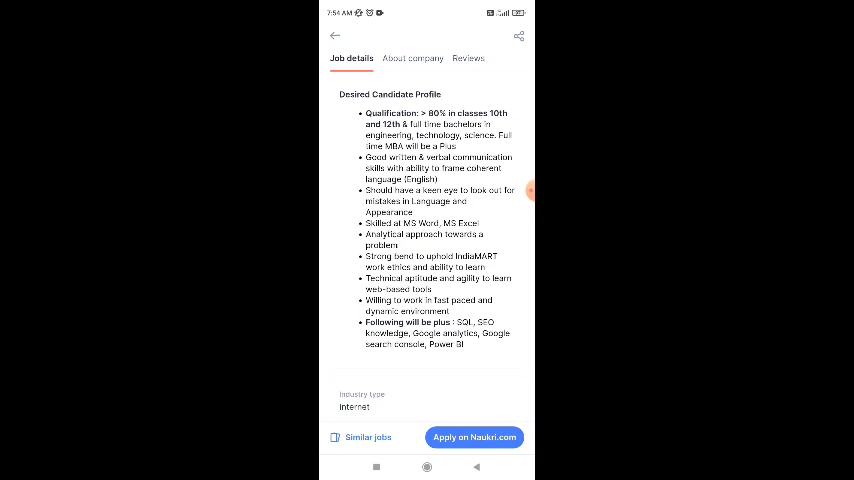 7:54 AM
Job details About company Reviews
Desired Candidate Profile
• Qualification: > 80% in classes 10th
and 12th & full time bachelors in
engineering, technology, science. Full
time MBA will be a Plus
• Good written & verbal communication
skills with ability to frame coherent
language (English)
• Should have a keen eye to look out for
mistakes in Language and
Appearance
• Skilled at MS Word, MS Excel
• Analytical approach towards a
problem
• Strong bend to uphold IndiaMART
work ethics and ability to learn
• Technical aptitude and agility to learn
web-based tools
• Willing to work in fast paced and
dynamic environment
• Following will be plus : SQL, SEO
knowledge, Google analytics, Google
search console, Power BI
Industry type
Internet
Similar jobs Apply on Naukri.com